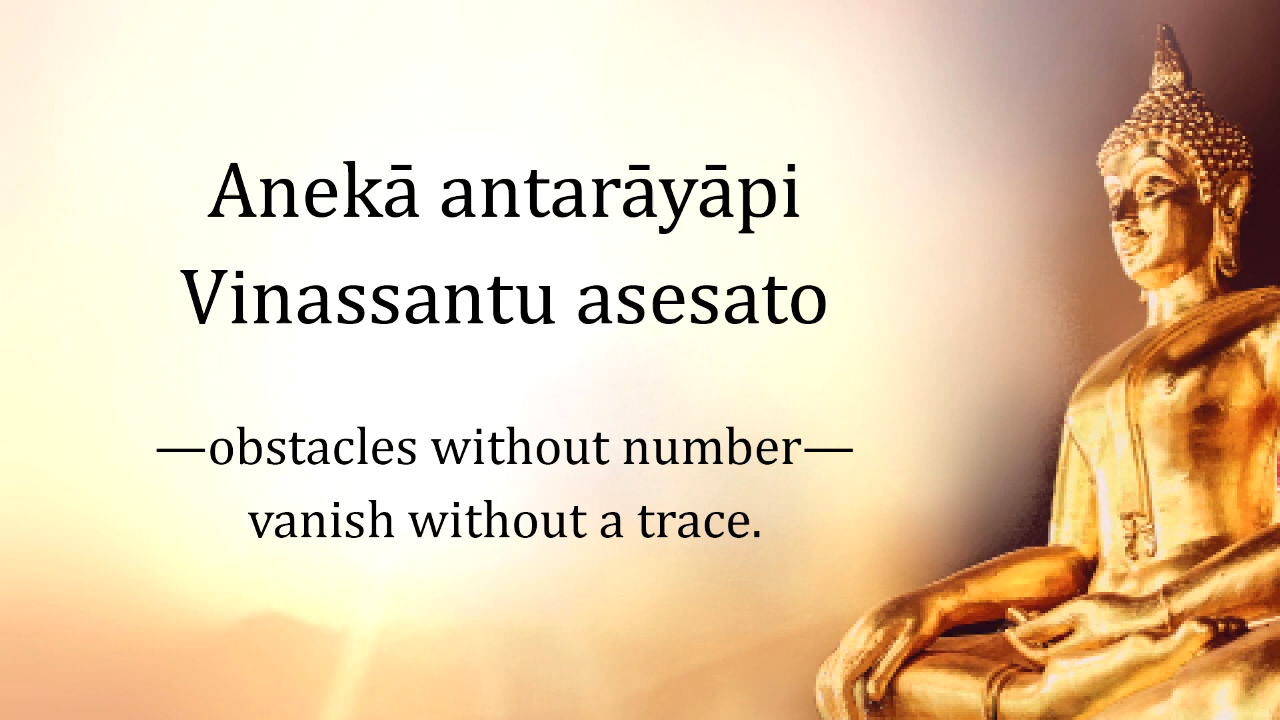 Anekā antarāyāpi
Vinassantu asesato
—obstacles without number—
vanish without a trace.